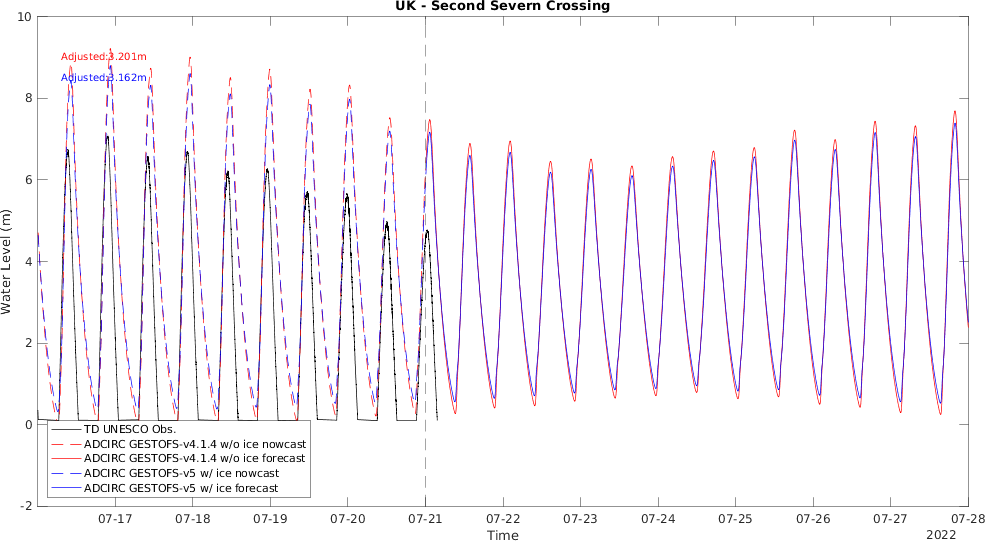 UK - Second Severn Crossing
10
8
6
4
2
0
-2
Water Level (m)
Adjusted:3.201m
Adjusted:3.162m
TD UNESCO Obs.
ADCIRC GESTOFS-v4.1.4 w/o ice nowcast
ADCIRC GESTOFS-v4.1.4 w/o ice forecast
ADCIRC GESTOFS-v5 w/ ice nowcast
ADCIRC GESTOFS-v5 w/ ice forecast
07-17 07-18 07-19 07-20 07-21 07-22 07-23 07-24 07-25 07-26 07-27 07-28
Time
2022